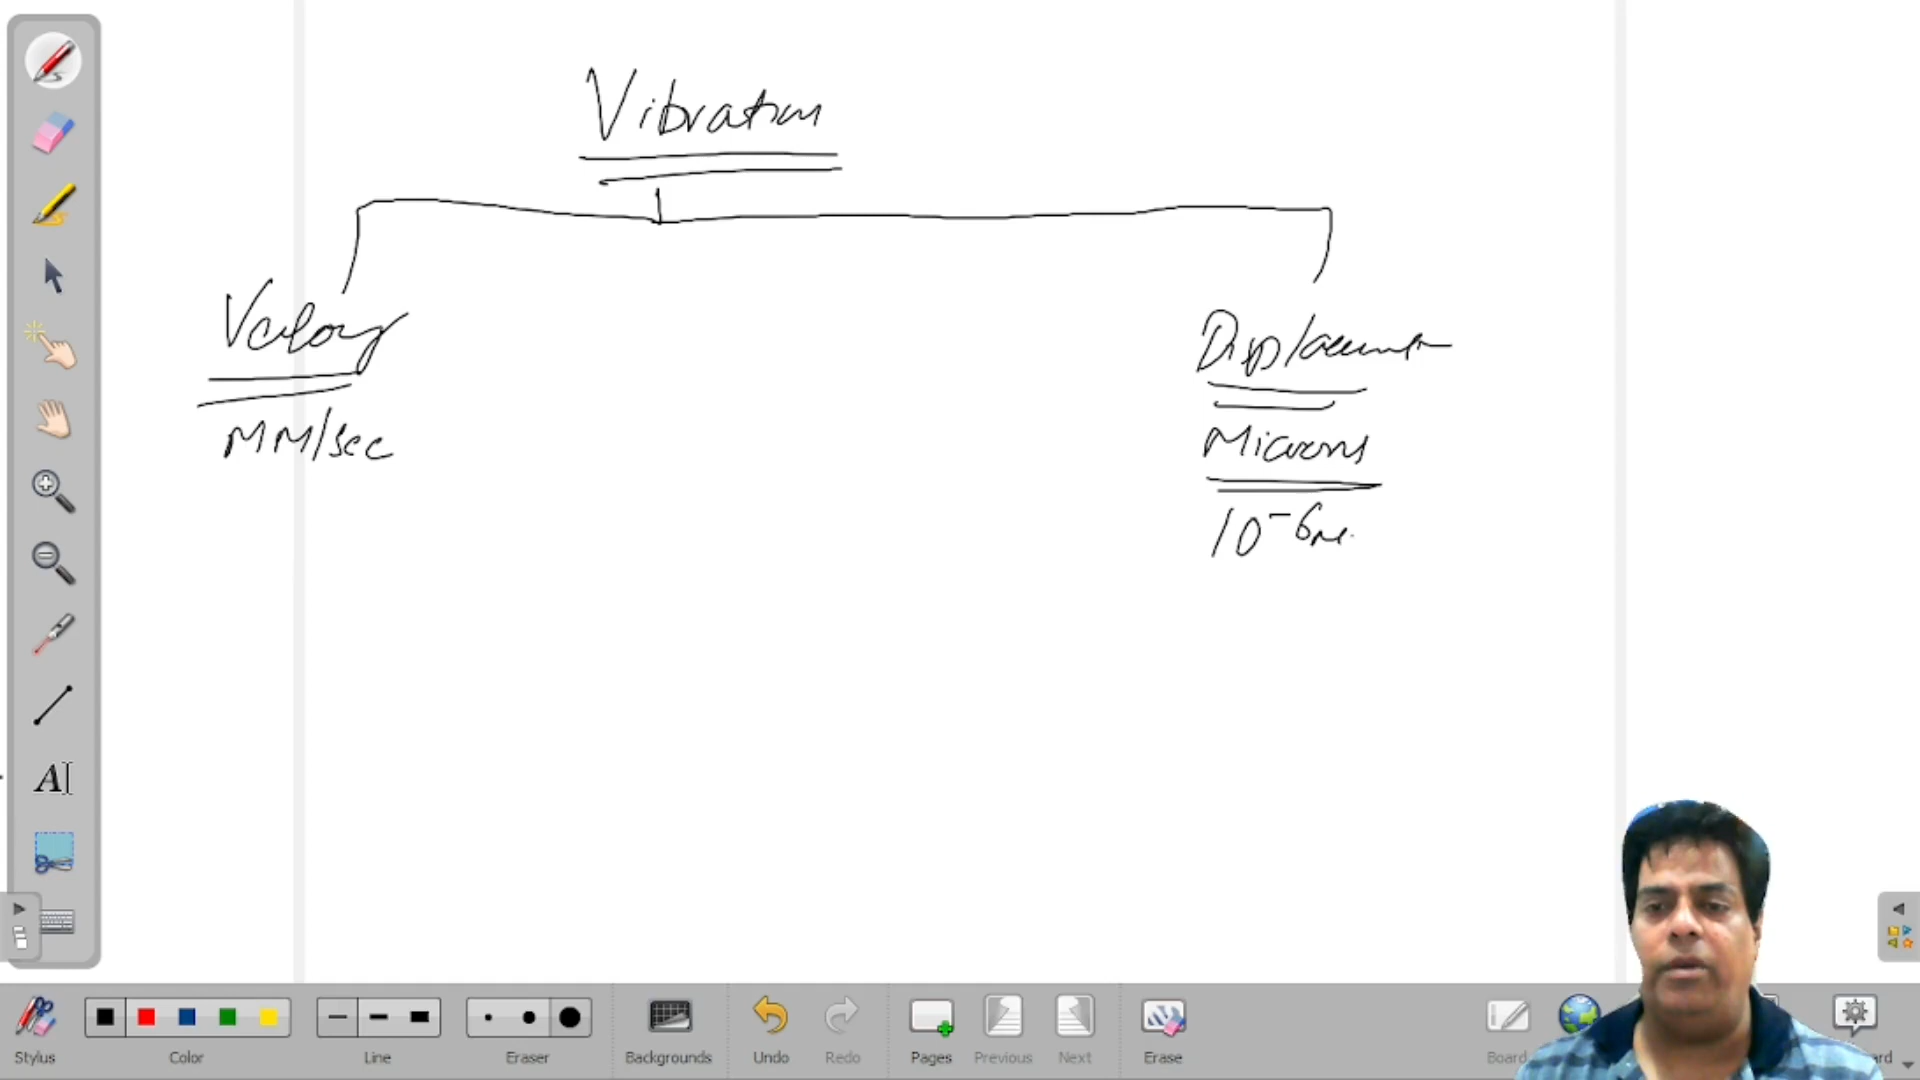 Vibration
Velocity
MM/sec
Displacement
Microns
10⁻⁶m.
A
Stylus
Color
Line
Eraser
Backgrounds
Undo
Redo
Pages
Previous
Next
Erase
Board